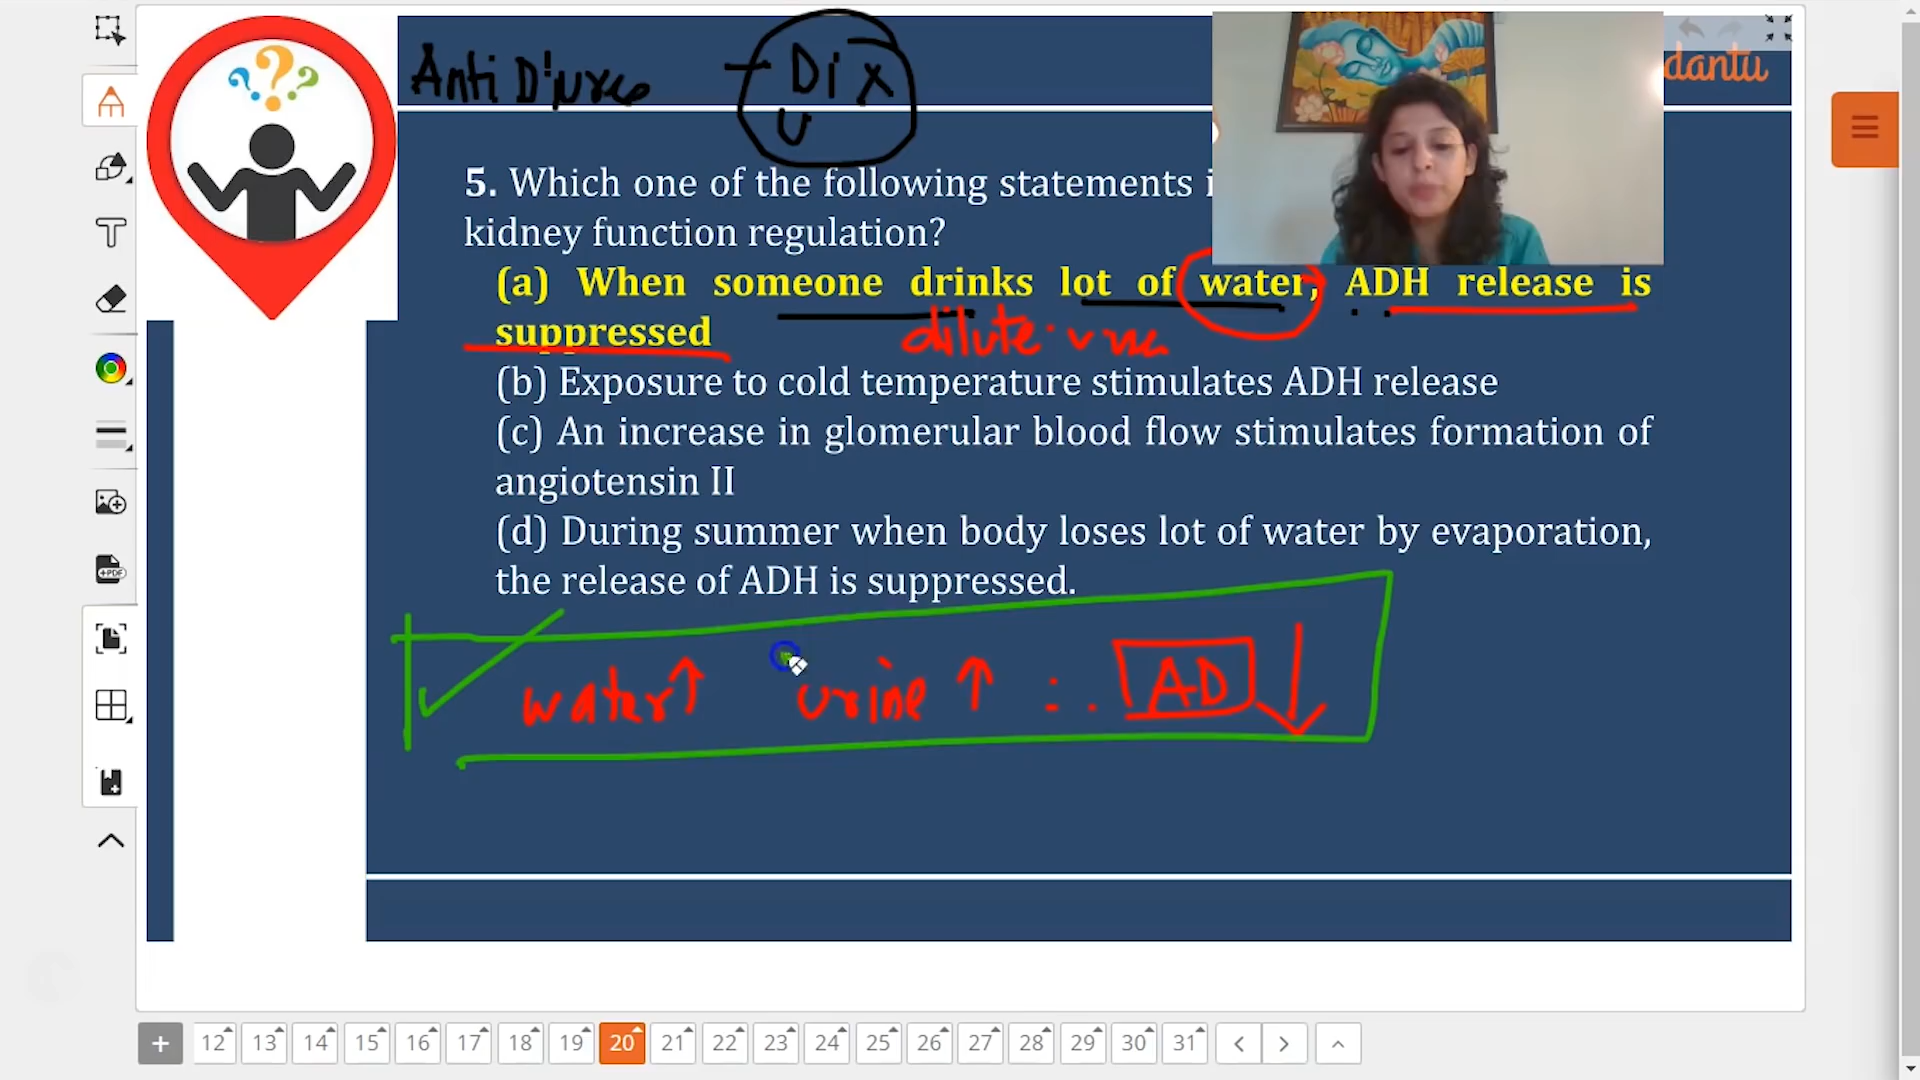 Anti Diures
Di x
U
dantu
5. Which one of the following statements i
kidney function regulation?
(a) When someone drinks lot of water, ADH release is
suppressed
dilute
(b) Exposure to cold temperature stimulates ADH release
(c) An increase in glomerular blood flow stimulates formation of
angiotensin II
(d) During summer when body loses lot of water by evaporation,
the release of ADH is suppressed.
water↑ urine ↑ ∴ AD ↓
+PDF
+ 12 13 14 15 16 17 18 19 20 21 22 23 24 25 26 27 28 29 30 31